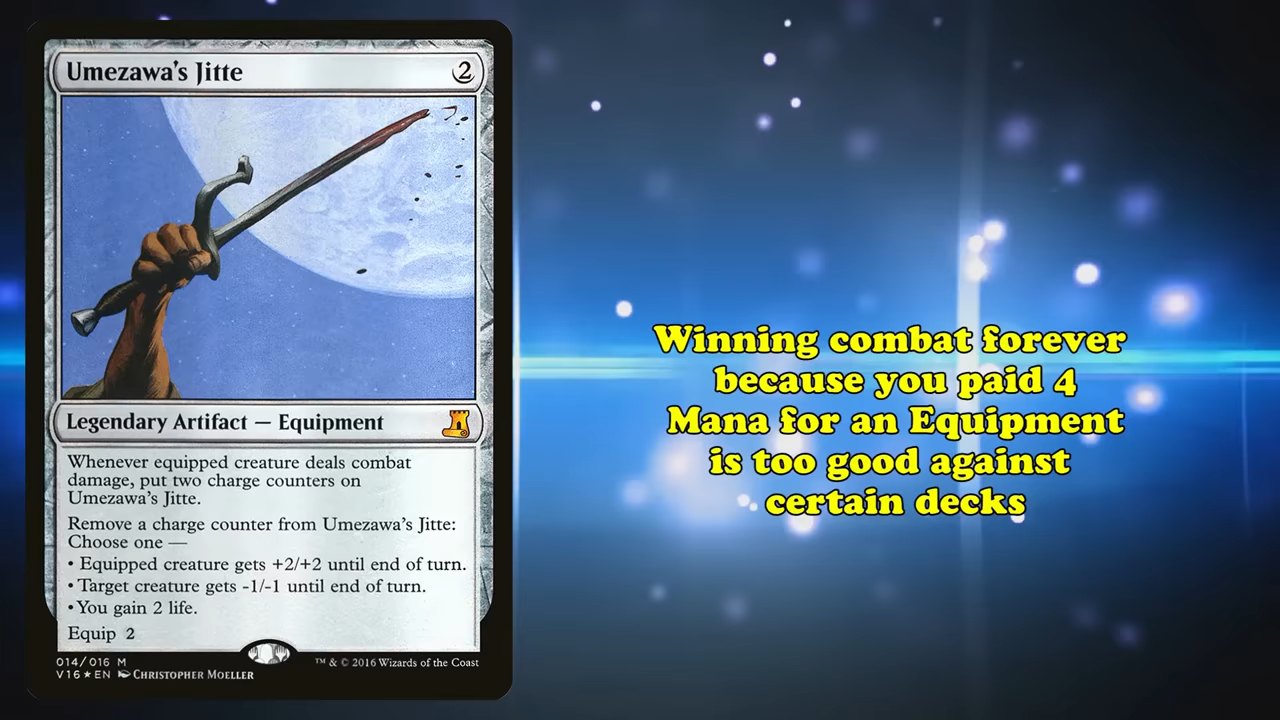 Umezawa's Jitte 2
Legendary Artifact — Equipment
Whenever equipped creature deals combat
damage, put two charge counters on
Umezawa's Jitte.
Remove a charge counter from Umezawa's Jitte:
Choose one —
• Equipped creature gets +2/+2 until end of turn.
• Target creature gets -1/-1 until end of turn.
• You gain 2 life.
Equip 2
014/016 M
V16★EN Christopher Moeller
™ & © 2016 Wizards of the Coast
Winning combat forever
because you paid 4
Mana for an Equipment
is too good against
certain decks